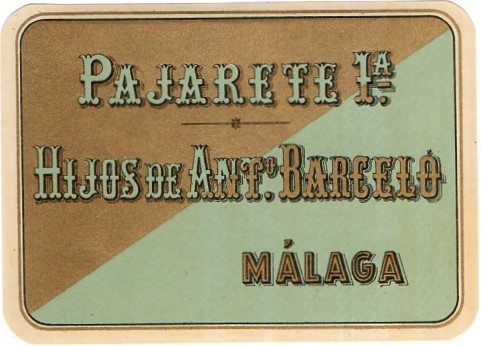 PAJARETE 1ª.
HIJOS DE ANTº. BARCELÓ
MÁLAGA